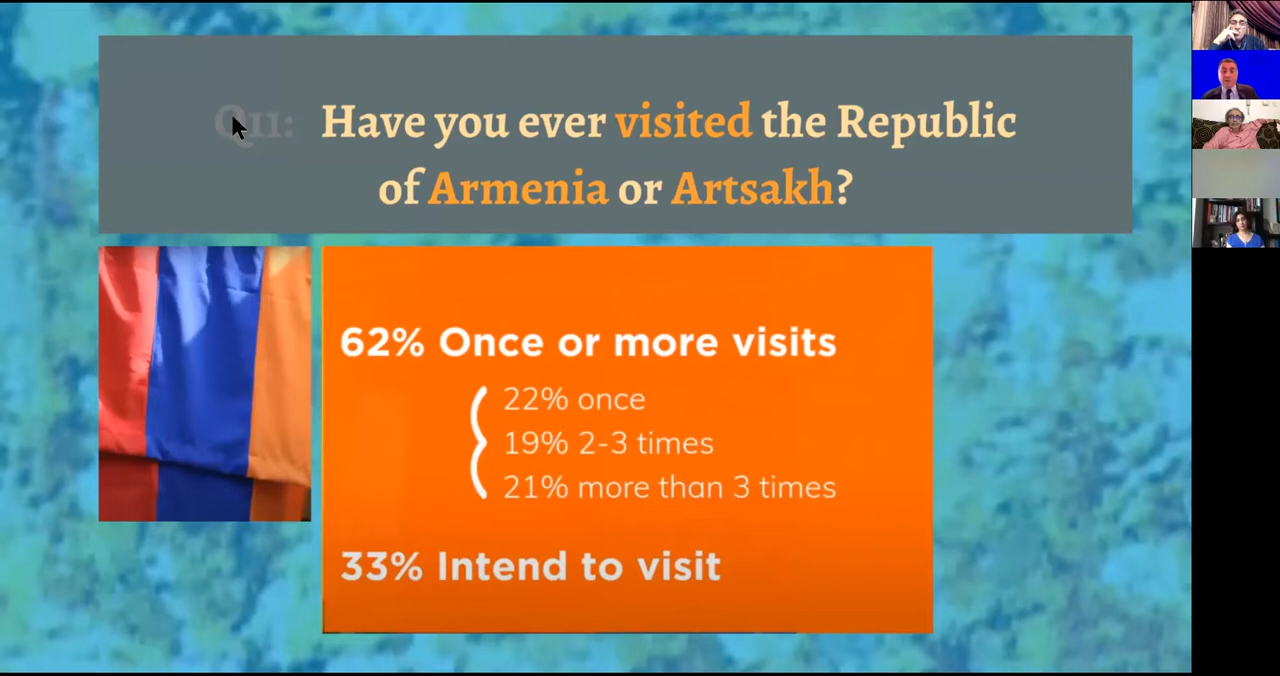 Q11: Have you ever visited the Republic
of Armenia or Artsakh?
62% Once or more visits
22% once
19% 2-3 times
21% more than 3 times
33% Intend to visit